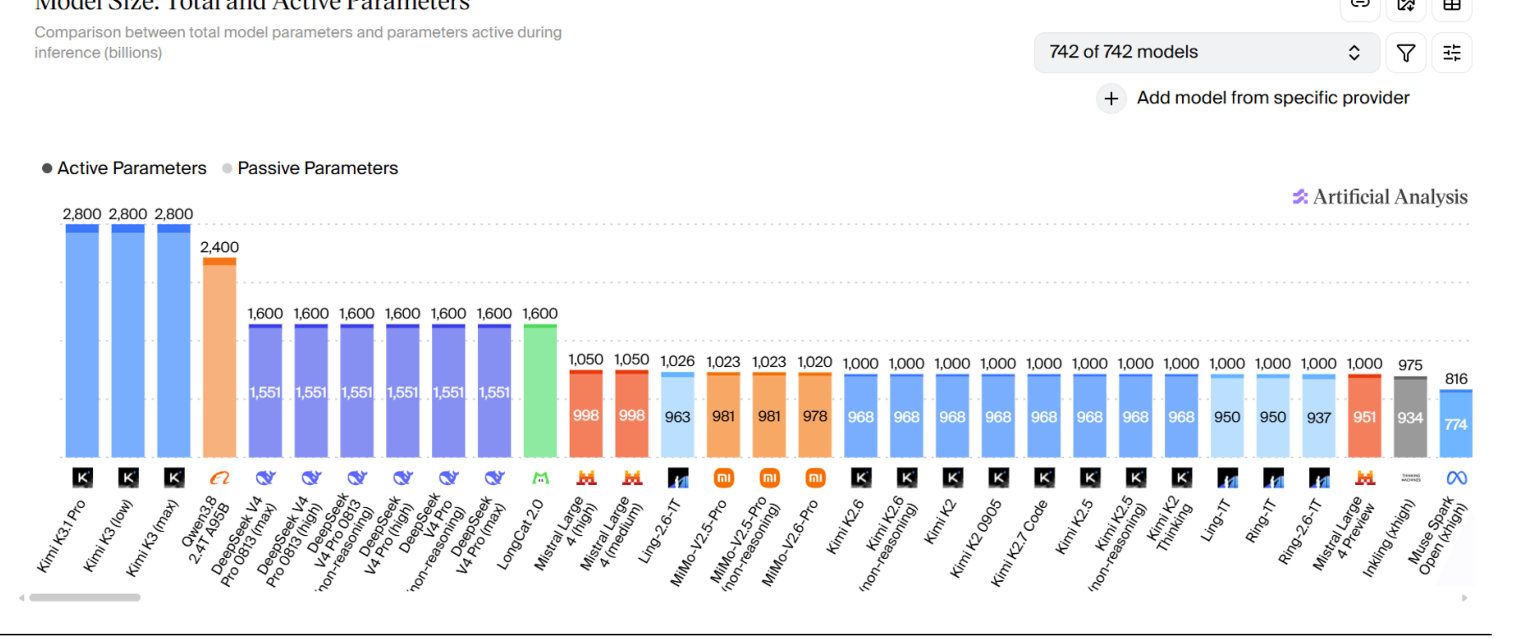 Model Size: Total and Active Parameters
Comparison between total model parameters and parameters active during
inference (billions)
742 of 742 models
Add model from specific provider
Active Parameters
Passive Parameters
Artificial Analysis
2,800 2,800 2,800
2,400
1,600 1,600 1,600 1,600 1,600 1,600 1,600
1,050 1,050 1,026 1,023 1,023 1,020 1,000 1,000 1,000 1,000 1,000 1,000 1,000 1,000 1,000 1,000 1,000 1,000 975
816
1,551 1,551 1,551 1,551 1,551 1,551
998 998 963 981 981 978 968 968 968 968 968 968 968 968 950 950 937 951 934
774
THINKING
MACHINES
Kimi K3.1 Pro
Kimi K3 (low)
Kimi K3 (max)
Qwen3.8
2.4T A95B
DeepSeek V4
Pro 0813 (max)
DeepSeek V4
Pro 0813 (high)
DeepSeek
V4 Pro 0813
(non-reasoning)
DeepSeek
V4 Pro (high)
DeepSeek
V4 Pro
(non-reasoning)
DeepSeek
V4 Pro (max)
LongCat 2.0
Mistral Large
4 (high)
Mistral Large
4 (medium)
Ling-2.6-1T
MiMo-V2.5-Pro
MiMo-V2.5-Pro
(non-reasoning)
MiMo-V2.6-Pro
Kimi K2.6
Kimi K2.6
(non-reasoning)
Kimi K2
Kimi K2 0905
Kimi K2.7 Code
Kimi K2.5
Kimi K2.5
(non-reasoning)
Kimi K2
Thinking
Ling-1T
Ring-1T
Ring-2.6-1T
Mistral Large
4 Preview
Inkling (xhigh)
Muse Spark
Open (xhigh)